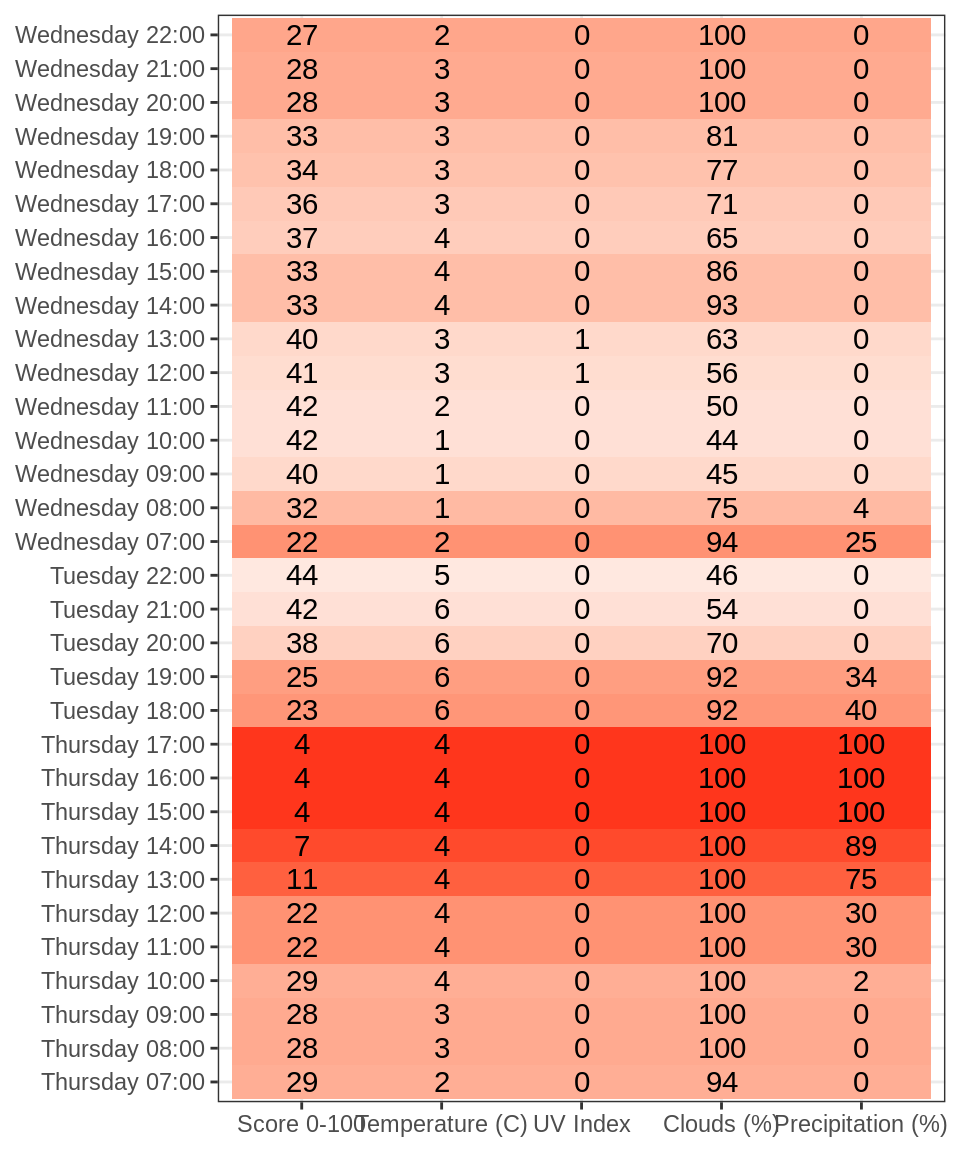 Wednesday 22:00 27 2 0 100 0
Wednesday 21:00 28 3 0 100 0
Wednesday 20:00 28 3 0 100 0
Wednesday 19:00 33 3 0 81 0
Wednesday 18:00 34 3 0 77 0
Wednesday 17:00 36 3 0 71 0
Wednesday 16:00 37 4 0 65 0
Wednesday 15:00 33 4 0 86 0
Wednesday 14:00 33 4 0 93 0
Wednesday 13:00 40 3 1 63 0
Wednesday 12:00 41 3 1 56 0
Wednesday 11:00 42 2 0 50 0
Wednesday 10:00 42 1 0 44 0
Wednesday 09:00 40 1 0 45 0
Wednesday 08:00 32 1 0 75 4
Wednesday 07:00 22 2 0 94 25
Tuesday 22:00 44 5 0 46 0
Tuesday 21:00 42 6 0 54 0
Tuesday 20:00 38 6 0 70 0
Tuesday 19:00 25 6 0 92 34
Tuesday 18:00 23 6 0 92 40
Thursday 17:00 4 4 0 100 100
Thursday 16:00 4 4 0 100 100
Thursday 15:00 4 4 0 100 100
Thursday 14:00 7 4 0 100 89
Thursday 13:00 11 4 0 100 75
Thursday 12:00 22 4 0 100 30
Thursday 11:00 22 4 0 100 30
Thursday 10:00 29 4 0 100 2
Thursday 09:00 28 3 0 100 0
Thursday 08:00 28 3 0 100 0
Thursday 07:00 29 2 0 94 0
Score 0-100 Temperature (C) UV Index Clouds (%) Precipitation (%)